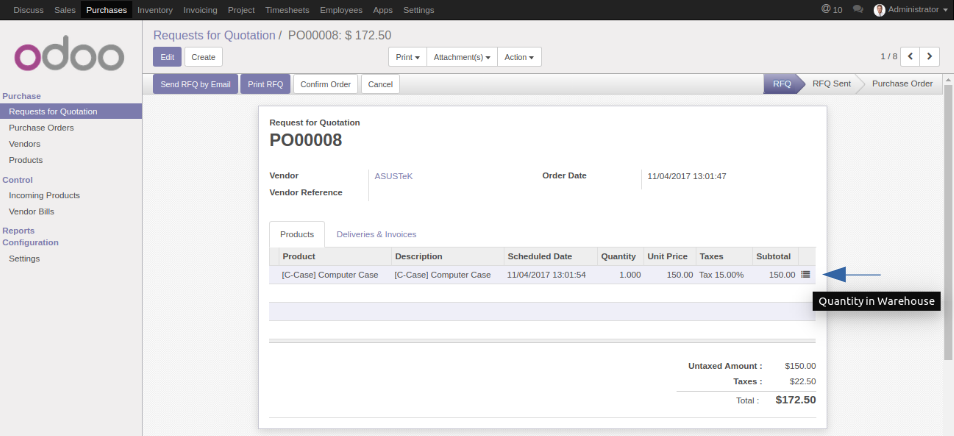 Discuss Sales Purchases Inventory Invoicing Project Timesheets Employees Apps Settings @ 10 Administrator
odoo
Requests for Quotation / PO00008: $ 172.50
Edit Create Print Attachment(s) Action 1 / 8
Send RFQ by Email Print RFQ Confirm Order Cancel RFQ RFQ Sent Purchase Order
Purchase
Requests for Quotation
Purchase Orders
Vendors
Products
Control
Incoming Products
Vendor Bills
Reports
Configuration
Settings
Request for Quotation
PO00008
Vendor ASUSTeK Order Date 11/04/2017 13:01:47
Vendor Reference
Products Deliveries & Invoices
Product Description Scheduled Date Quantity Unit Price Taxes Subtotal
[C-Case] Computer Case [C-Case] Computer Case 11/04/2017 13:01:54 1.000 150.00 Tax 15.00% 150.00
Quantity in Warehouse
Untaxed Amount : $150.00
Taxes : $22.50
Total : $172.50